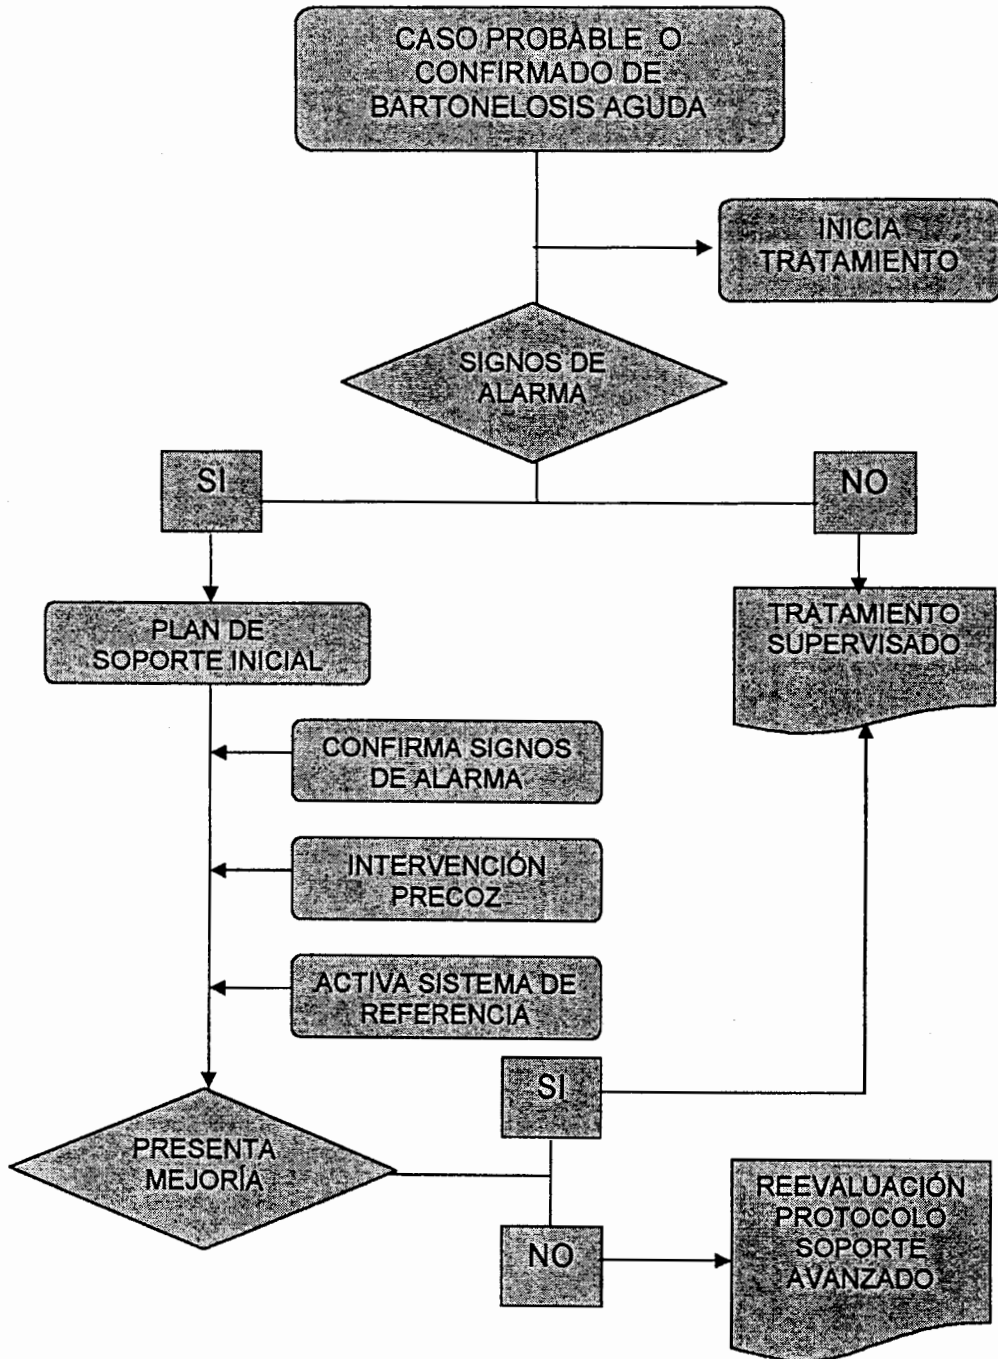 CASO PROBABLE O
CONFIRMADO DE
BARTONELOSIS AGUDA
INICIA
TRATAMIENTO
SIGNOS DE
ALARMA
SI
NO
PLAN DE
SOPORTE INICIAL
TRATAMIENTO
SUPERVISADO
CONFIRMA SIGNOS
DE ALARMA
INTERVENCIÓN
PRECOZ
ACTIVA SISTEMA DE
REFERENCIA
SI
PRESENTA
MEJORÍA
NO
REEVALUACIÓN
PROTOCOLO
SOPORTE
AVANZADO